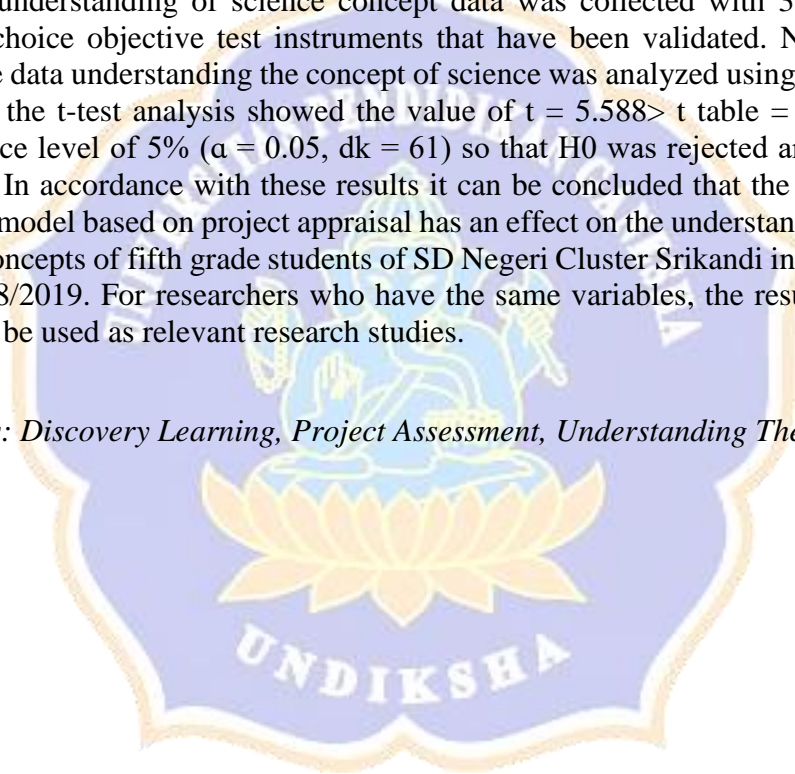 understanding of science concept data was collected with 3
choice objective test instruments that have been validated. N
e data understanding the concept of science was analyzed using
the t-test analysis showed the value of t = 5.588> t table =
ce level of 5% (α = 0.05, dk = 61) so that H0 was rejected an
In accordance with these results it can be concluded that the
model based on project appraisal has an effect on the understan
oncepts of fifth grade students of SD Negeri Cluster Srikandi in
8/2019. For researchers who have the same variables, the resu
be used as relevant research studies.
: Discovery Learning, Project Assessment, Understanding The
UNIVERSITAS PENDIDIKAN GANESHA
UNDIKSHA